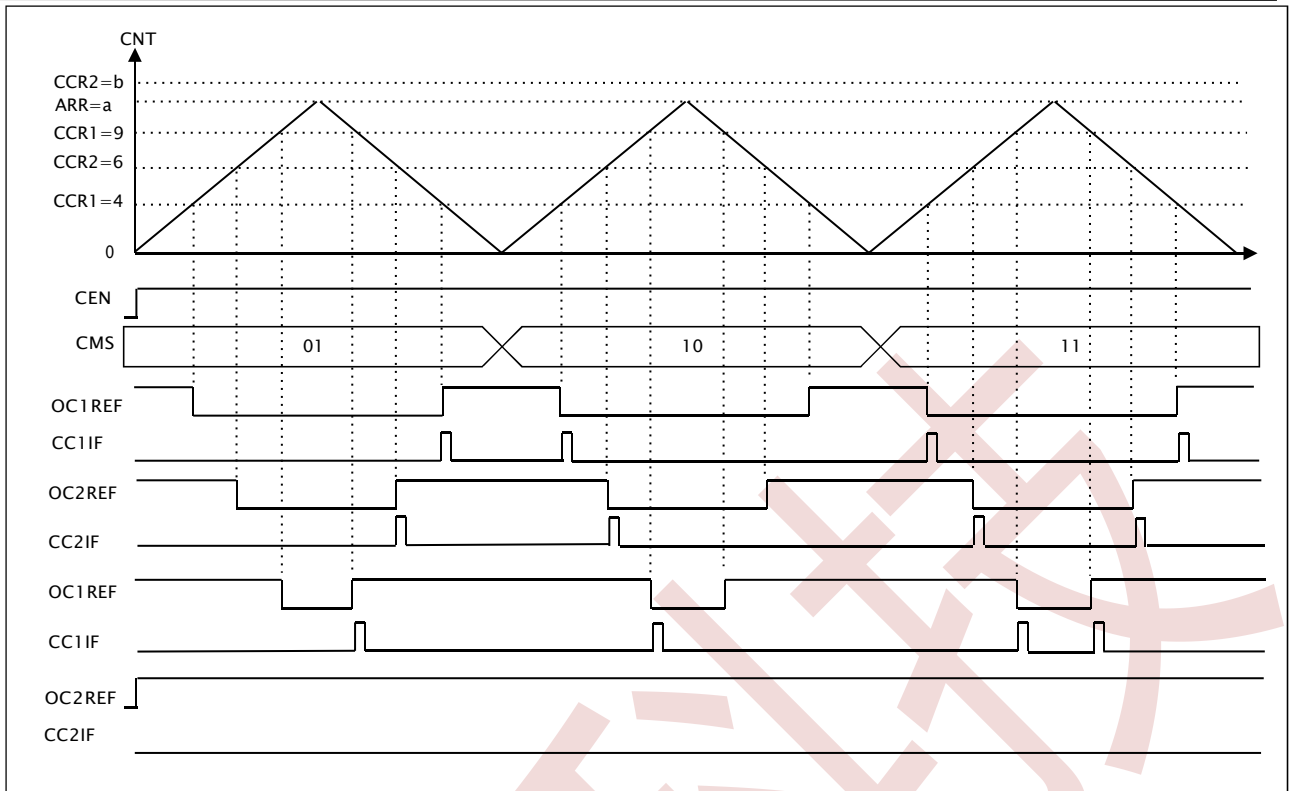 CNT
CCR2=b
ARR=a
CCR1=9
CCR2=6
CCR1=4
0
CEN
CMS 01 10 11
OC1REF
CC1IF
OC2REF
CC2IF
OC1REF
CC1IF
OC2REF
CC2IF